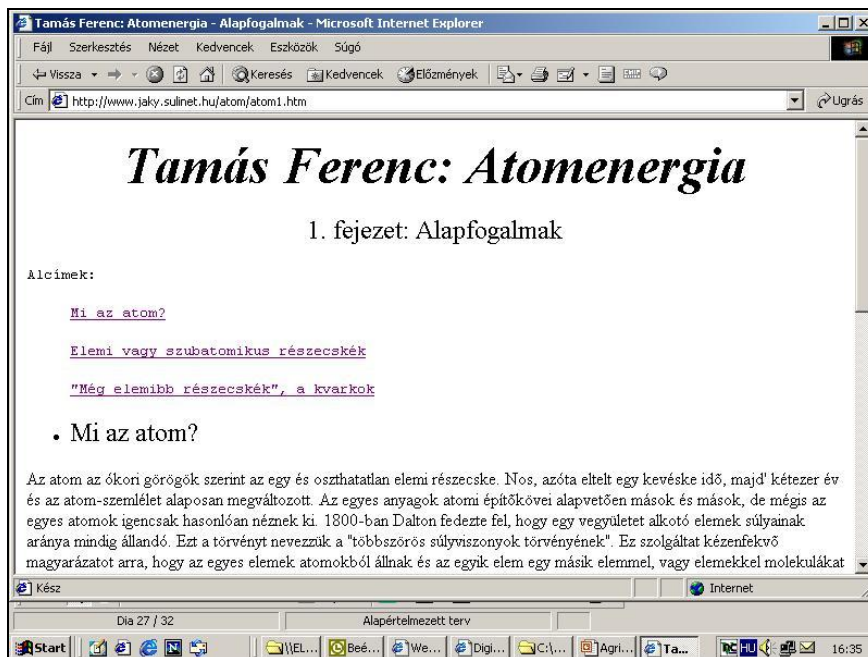 Tamás Ferenc: Atomenergia - Alapfogalmak - Microsoft Internet Explorer
Fájl Szerkesztés Nézet Kedvencek Eszközök Súgó
Vissza Keresés Kedvencek Előzmények
Cím http://www.jaky.sulinet.hu/atom/atom1.htm Ugrás
Tamás Ferenc: Atomenergia
1. fejezet: Alapfogalmak
Alcímek:
Mi az atom?
Elemi vagy szubatomikus részecskék
"Még elemibb részecskék", a kvarkok
• Mi az atom?
Az atom az ókori görögök szerint az egy és oszthatatlan elemi részecske. Nos, azóta eltelt egy kevéske idő, majd' kétezer év
és az atom-szemlélet alaposan megváltozott. Az egyes anyagok atomi építőkövei alapvetően mások és mások, de mégis az
egyes atomok igencsak hasonlóan néznek ki. 1800-ban Dalton fedezte fel, hogy egy vegyületet alkotó elemek súlyainak
aránya mindig állandó. Ezt a törvényt nevezzük a "többszörös súlyviszonyok törvényének". Ez szolgáltat kézenfekvő
magyarázatot arra, hogy az egyes elemek atomokból állnak és az egyik elem egy másik elemmel, vagy elemekkel molekulákat
Kész Internet
Dia 27 / 32 Alapértelmezett terv
Start \\EL... Beé... We... Digi... C:\... Agri... Ta... HU 16:35